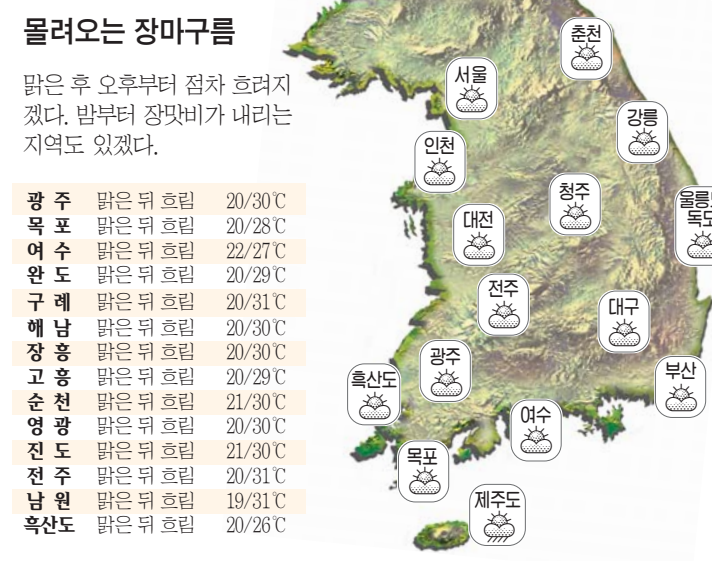 몰려오는 장마구름
맑은 후 오후부터 점차 흐려지
겠다. 밤부터 장맛비가 내리는
지역도 있겠다.
광 주 맑은 뒤 흐림 20/30℃
목 포 맑은 뒤 흐림 20/28℃
여 수 맑은 뒤 흐림 22/27℃
완 도 맑은 뒤 흐림 20/29℃
구 례 맑은 뒤 흐림 20/31℃
해 남 맑은 뒤 흐림 20/30℃
장 흥 맑은 뒤 흐림 20/30℃
고 흥 맑은 뒤 흐림 20/29℃
순 천 맑은 뒤 흐림 21/30℃
영 광 맑은 뒤 흐림 20/30℃
진 도 맑은 뒤 흐림 21/30℃
전 주 맑은 뒤 흐림 20/31℃
남 원 맑은 뒤 흐림 19/31℃
흑산도 맑은 뒤 흐림 20/26℃
춘천
서울
강릉
인천
청주
울릉도
독도
대전
전주
대구
광주
부산
흑산도
여수
목포
제주도